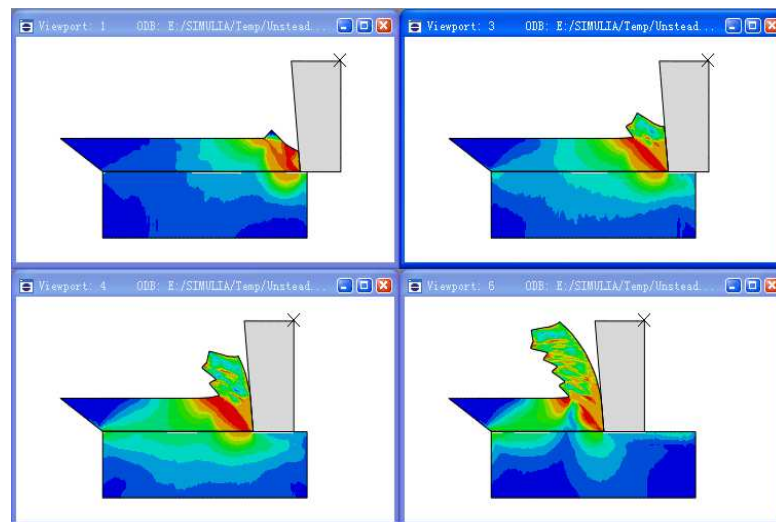 Viewport: 1 ODB: E:/SIMULIA/Temp/Unstead...
Viewport: 3 ODB: E:/SIMULIA/Temp/Unstead...
Viewport: 4 ODB: E:/SIMULIA/Temp/Unstead...
Viewport: 6 ODB: E:/SIMULIA/Temp/Unstead...